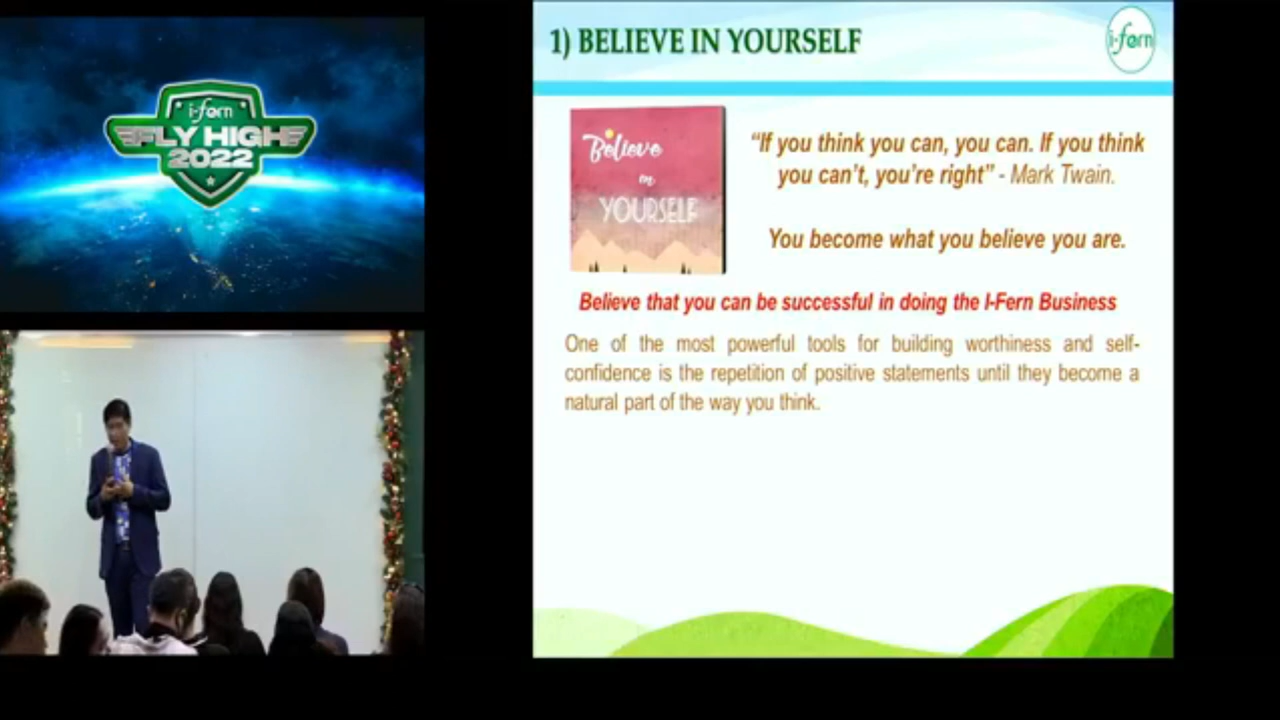 i-fern
FLY HIGH
2022
1) BELIEVE IN YOURSELF
i-fern
Believe
in
YOURSELF
“If you think you can, you can. If you think
you can’t, you’re right” - Mark Twain.
You become what you believe you are.
Believe that you can be successful in doing the I-Fern Business
One of the most powerful tools for building worthiness and self-
confidence is the repetition of positive statements until they become a
natural part of the way you think.